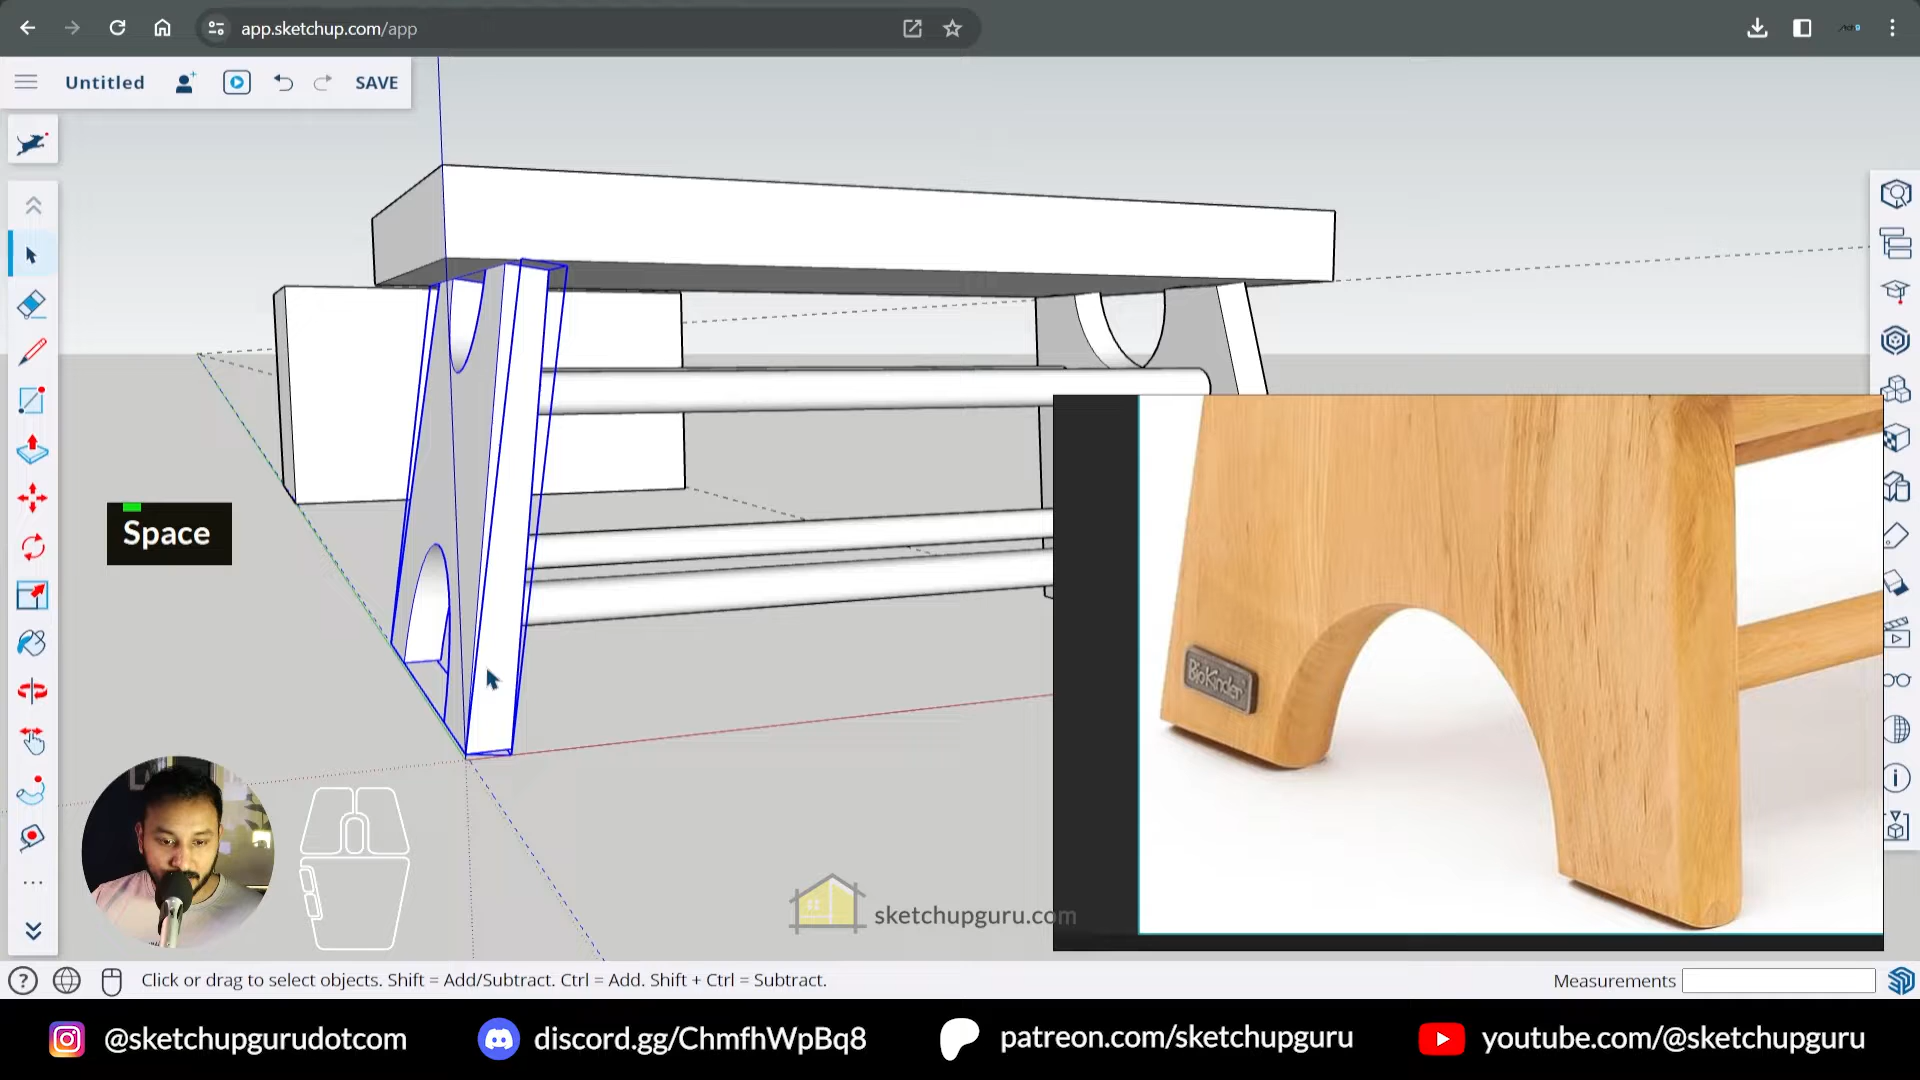 app.sketchup.com/app
Untitled
SAVE
Space
BioKinder
sketchupguru.com
Click or drag to select objects. Shift = Add/Subtract. Ctrl = Add. Shift + Ctrl = Subtract.
Measurements
@sketchupgurudotcom
discord.gg/ChmfhWpBq8
patreon.com/sketchupguru
youtube.com/@sketchupguru